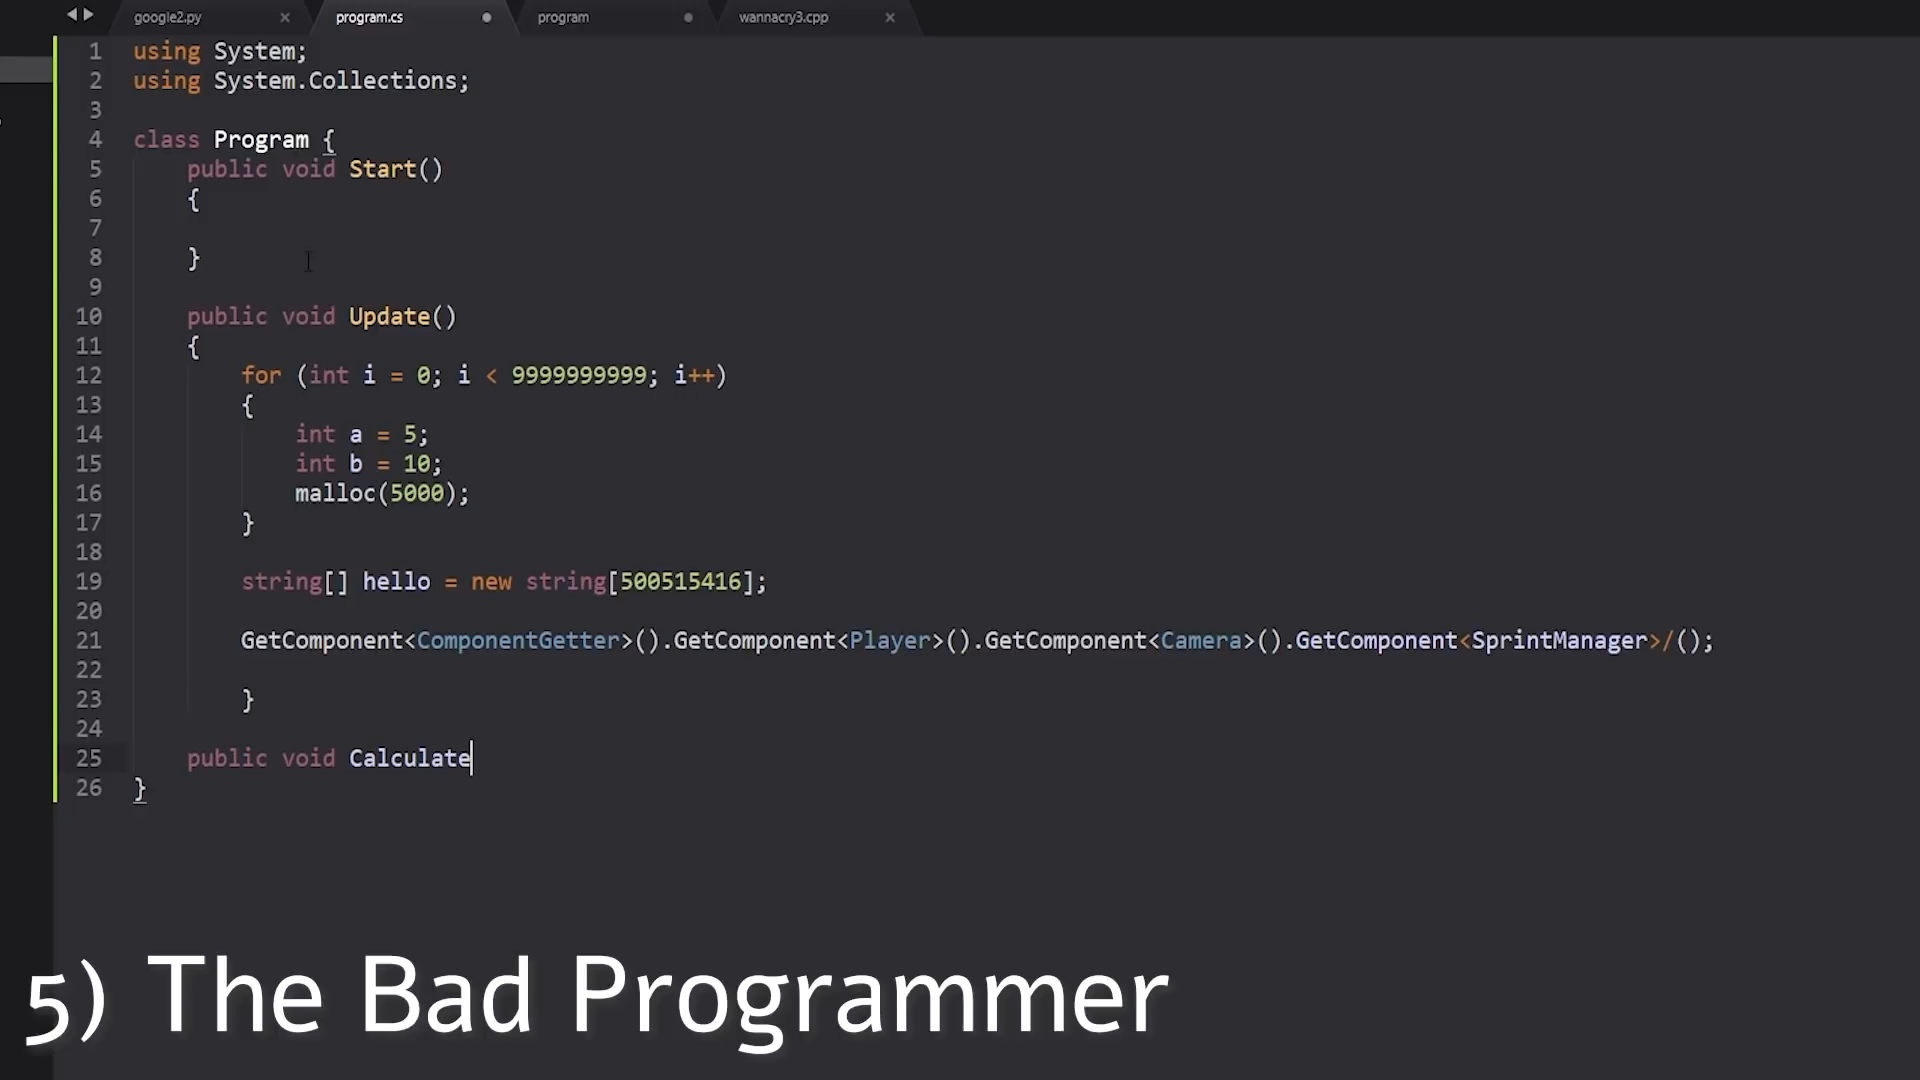 google2.py
program.cs
program
wannacry3.cpp
1 using System;
2 using System.Collections;
3
4 class Program {
5 public void Start()
6 {
7
8 }
9
10 public void Update()
11 {
12 for (int i = 0; i < 9999999999; i++)
13 {
14 int a = 5;
15 int b = 10;
16 malloc(5000);
17 }
18
19 string[] hello = new string[500515416];
20
21 GetComponent<ComponentGetter>().GetComponent<Player>().GetComponent<Camera>().GetComponent<SprintManager>/();
22
23 }
24
25 public void Calculate
26 }
5) The Bad Programmer